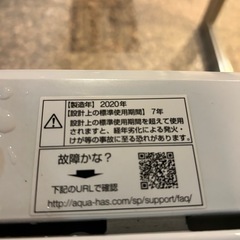 【製造年】2020年
【設計上の標準使用期間】7年
設計上の標準使用期間を超えて使用
されますと、経年劣化による発火・
けが等の事故に至る恐れがあります。
故障かな？
下記のURLで確認
http://aqua-has.com/sp/support/faq/